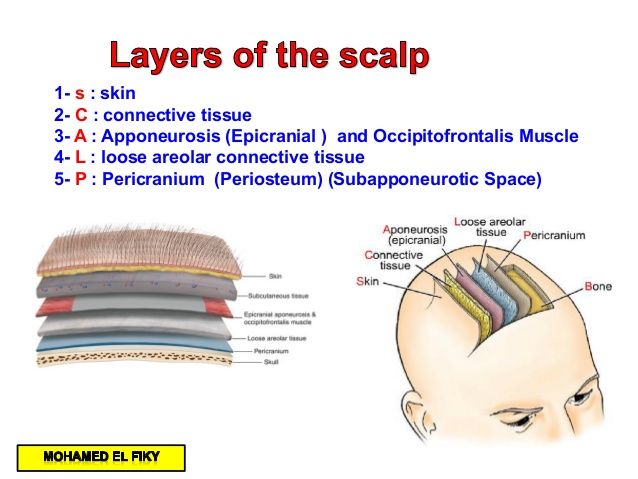 Layers of the scalp
1- s : skin
2- C : connective tissue
3- A : Apponeurosis (Epicranial ) and Occipitofrontalis Muscle
4- L : loose areolar connective tissue
5- P : Pericranium (Periosteum) (Subapponeurotic Space)
Skin
Subcutaneous tissue
Epicranial aponeurosis &
occipitofrontalis muscle
Loose areolar tissue
Pericranium
Skull
Loose areolar
tissue
Aponeurosis
(epicranial)
Pericranium
Connective
tissue
Skin
Bone
MOHAMED EL FIKY